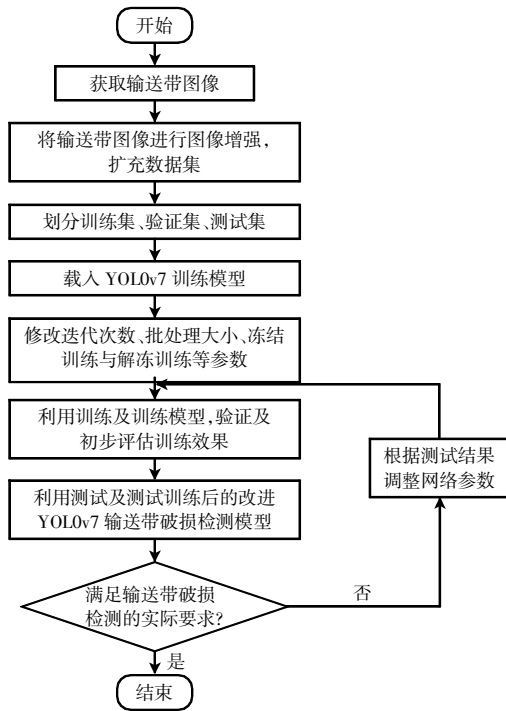 开始
获取输送带图像
将输送带图像进行图像增强,
扩充数据集
划分训练集、验证集、测试集
载入 YOLOv7 训练模型
修改迭代次数、批处理大小、冻结
训练与解冻训练等参数
利用训练及训练模型,验证及
初步评估训练效果
利用测试及测试训练后的改进
YOLOv7 输送带破损检测模型
满足输送带破损
检测的实际要求?
否
根据测试结果
调整网络参数
是
结束